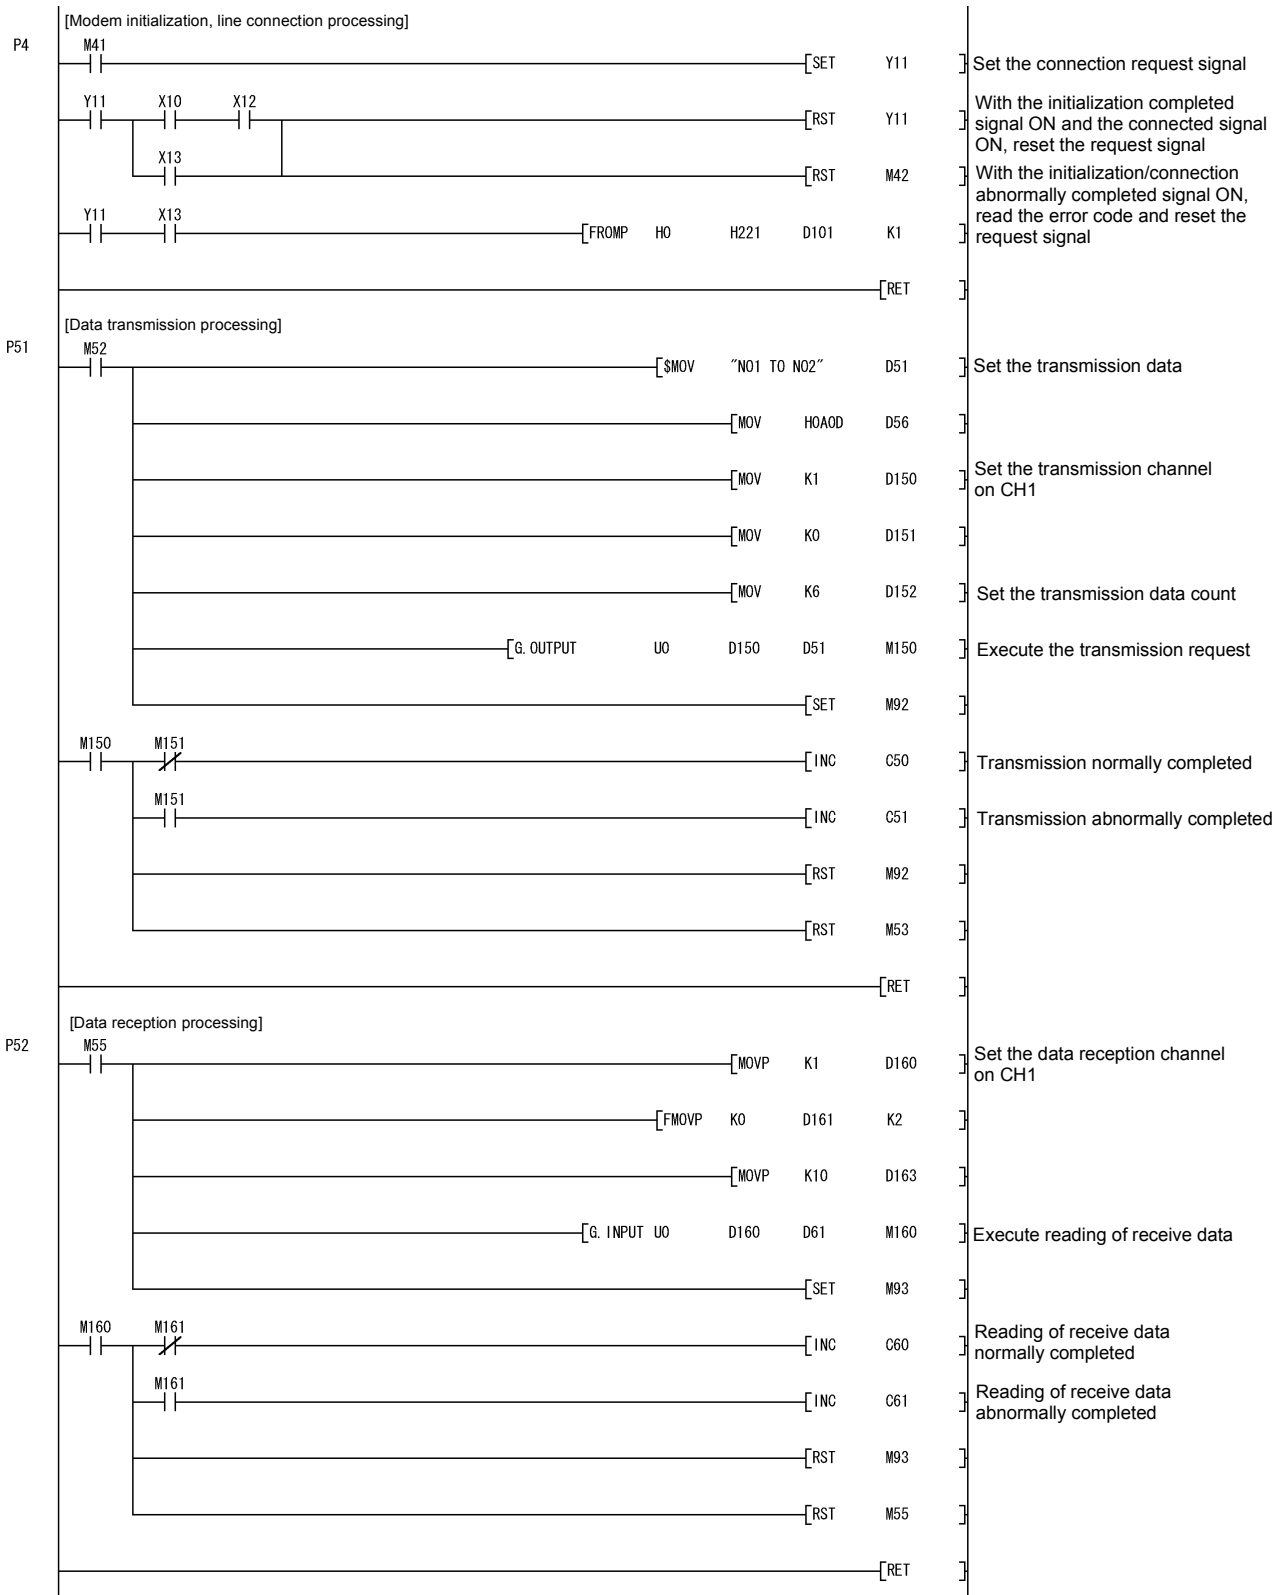 [Modem initialization, line connection processing]
P4
M41
SET Y11
Set the connection request signal
Y11 X10 X12
RST Y11
With the initialization completed
signal ON and the connected signal
ON, reset the request signal
X13
RST M42
With the initialization/connection
abnormally completed signal ON,
read the error code and reset the
request signal
Y11 X13
FROMP H0 H221 D101 K1
RET
[Data transmission processing]
P51
M52
$MOV "NO1 TO NO2" D51
Set the transmission data
MOV H0A0D D56
MOV K1 D150
Set the transmission channel
on CH1
MOV K0 D151
MOV K6 D152
Set the transmission data count
G.OUTPUT U0 D150 D51 M150
Execute the transmission request
SET M92
M150 M151
INC C50
Transmission normally completed
M151
INC C51
Transmission abnormally completed
RST M92
RST M53
RET
[Data reception processing]
P52
M55
MOVP K1 D160
Set the data reception channel
on CH1
FMOVP K0 D161 K2
MOVP K10 D163
G.INPUT U0 D160 D61 M160
Execute reading of receive data
SET M93
M160 M161
INC C60
Reading of receive data
normally completed
M161
INC C61
Reading of receive data
abnormally completed
RST M93
RST M55
RET